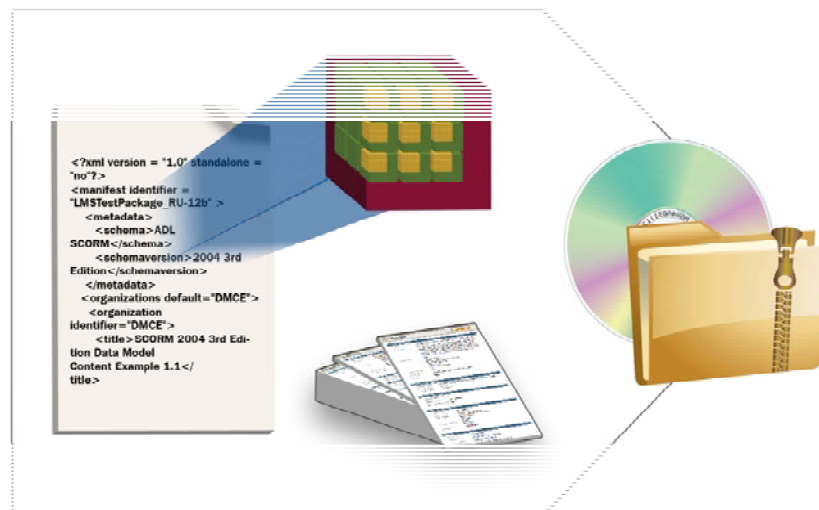 <?xml version = "1.0" standalone =
"no"?>
<manifest identifier =
"LMSTestPackage_RU-12b" >
<metadata>
<schema>ADL
SCORM</schema>
<schemaversion>2004 3rd
Edition</schemaversion>
</metadata>
<organizations default="DMCE">
<organization
identifier="DMCE">
<title>SCORM 2004 3rd Edi-
tion Data Model
Content Example 1.1</
title>